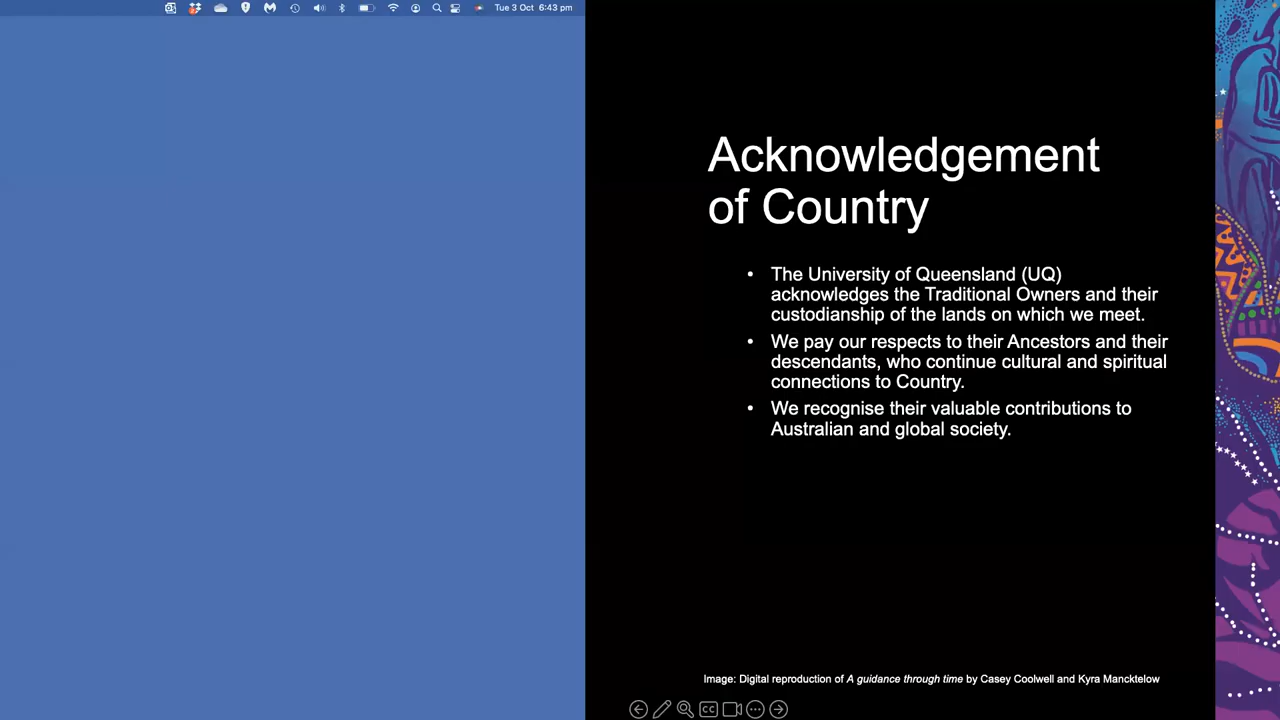 Tue 3 Oct 6:43 pm
Acknowledgement
of Country
• The University of Queensland (UQ)
acknowledges the Traditional Owners and their
custodianship of the lands on which we meet.
• We pay our respects to their Ancestors and their
descendants, who continue cultural and spiritual
connections to Country.
• We recognise their valuable contributions to
Australian and global society.
Image: Digital reproduction of A guidance through time by Casey Coolwell and Kyra Mancktelow
CC